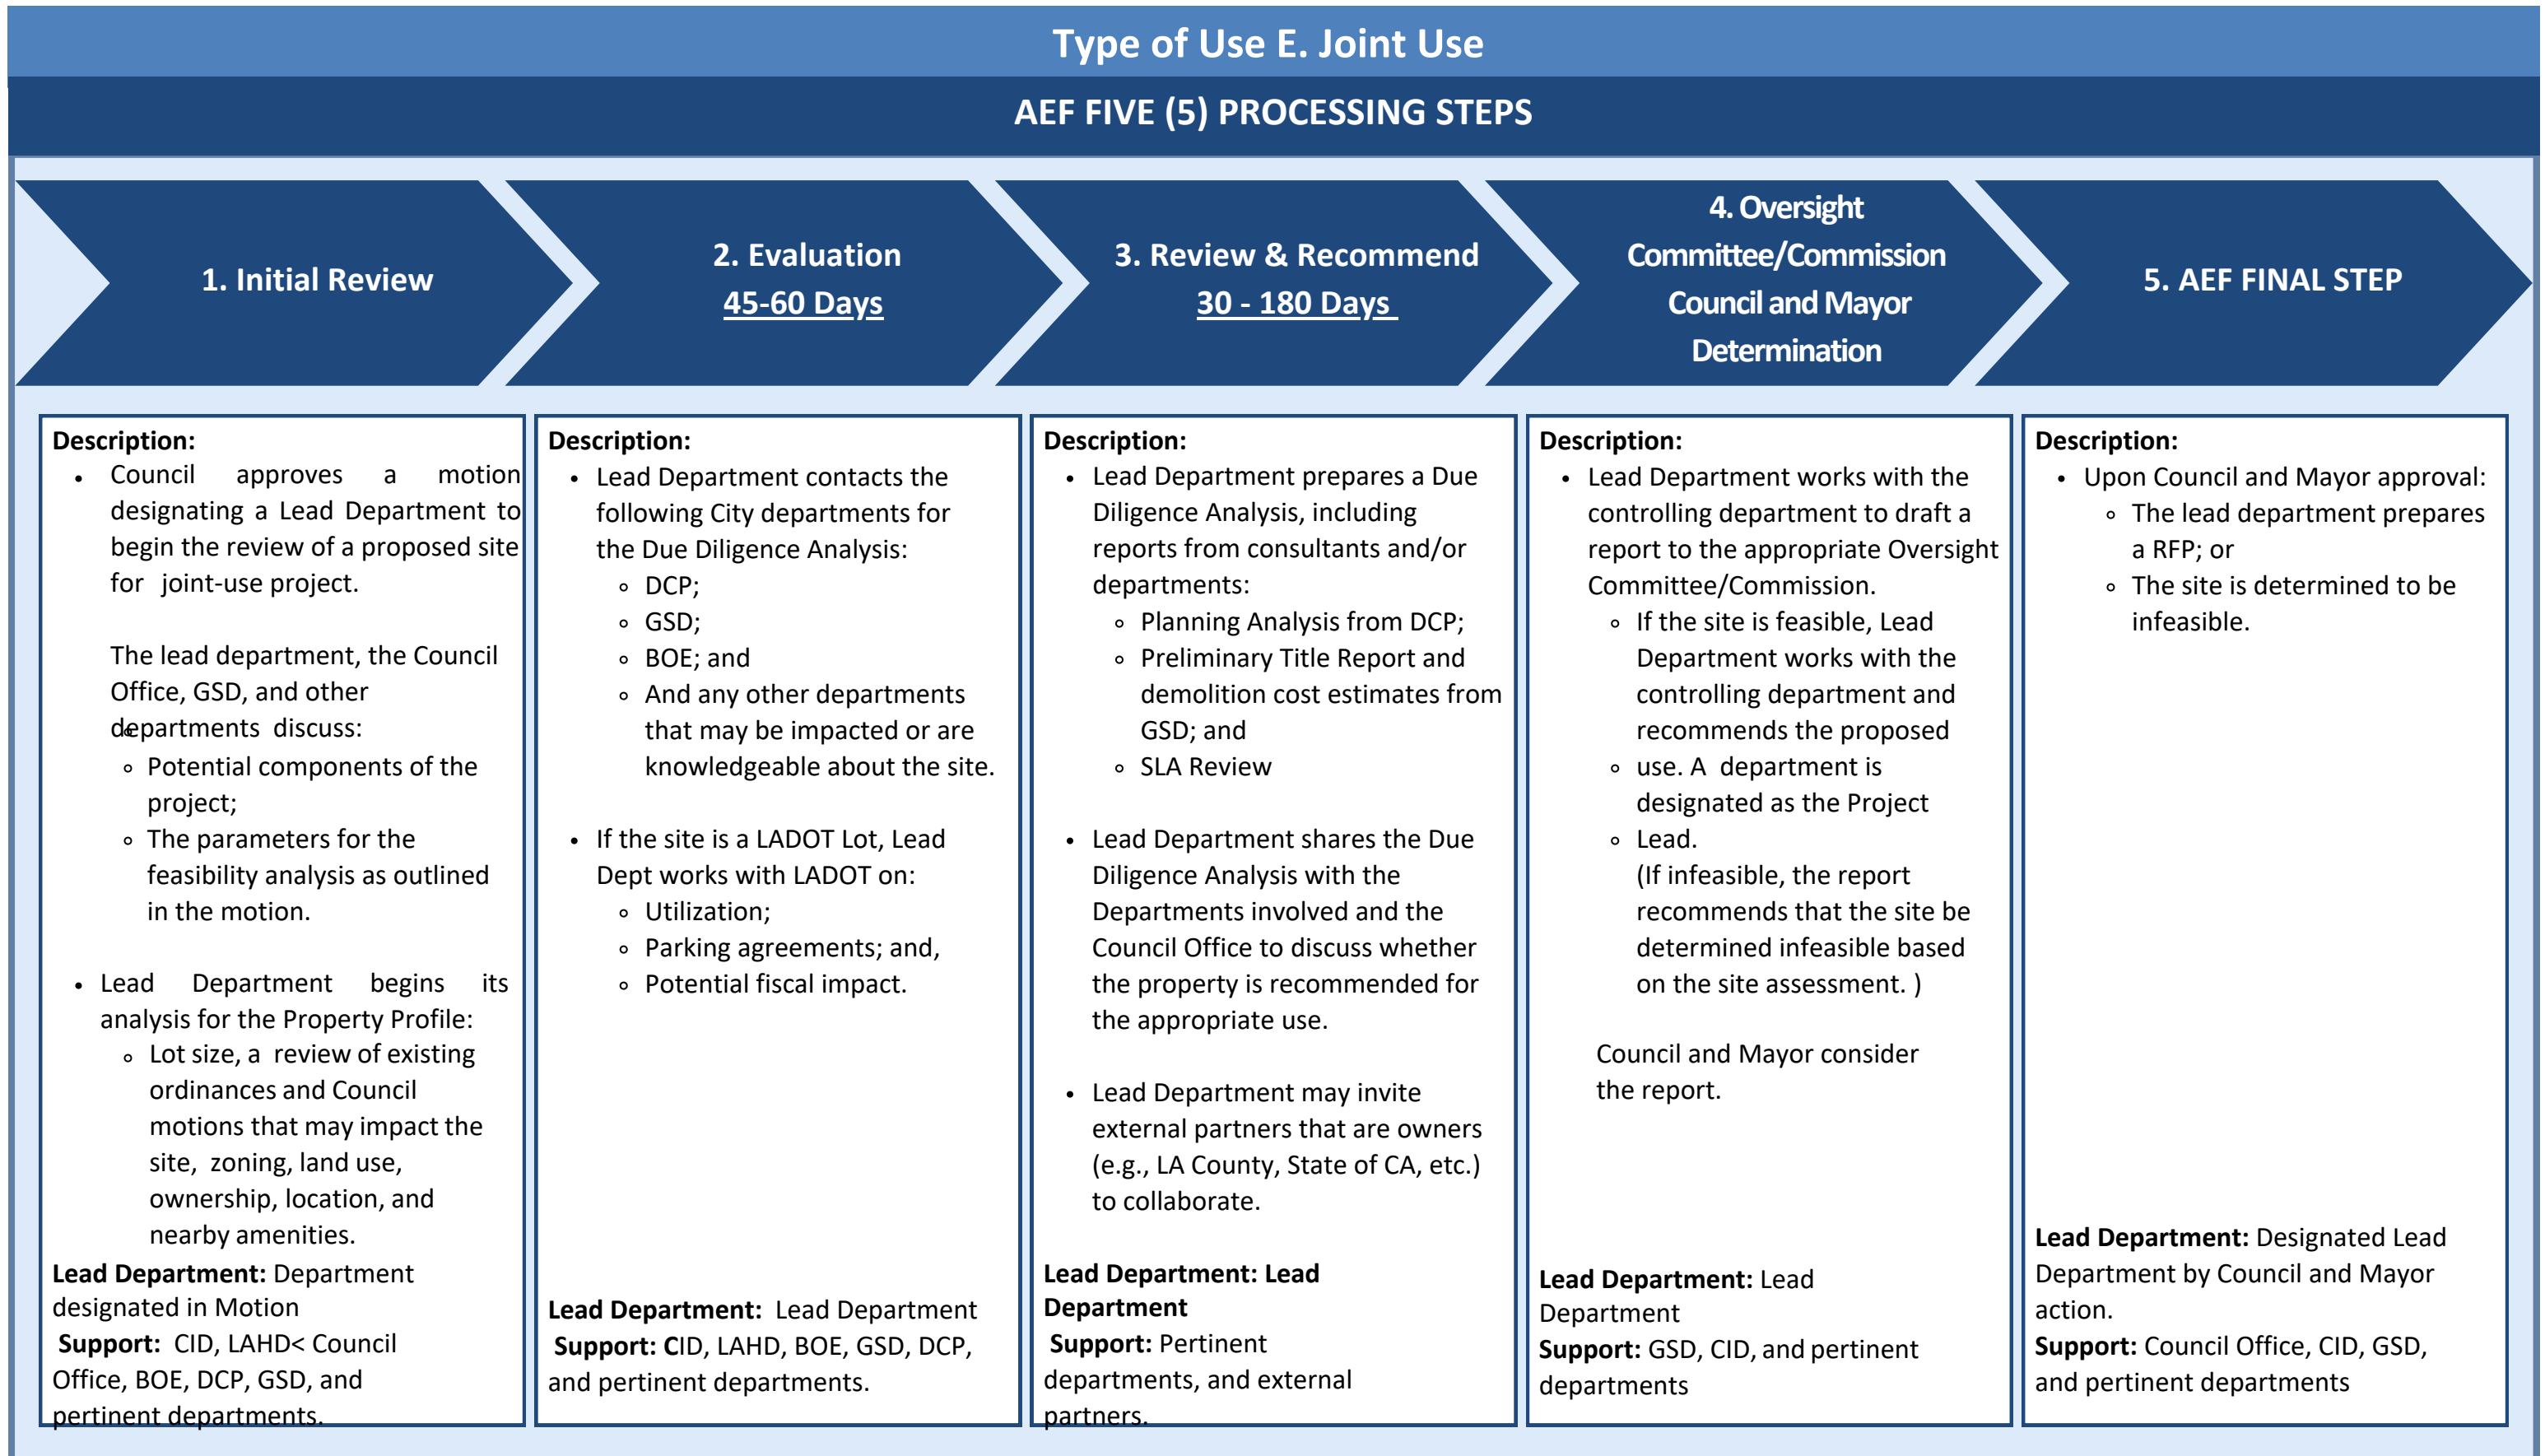 Type of Use E. Joint Use
AEF FIVE (5) PROCESSING STEPS
1. Initial Review
2. Evaluation
45-60 Days
3. Review & Recommend
30 - 180 Days
4. Oversight
Committee/Commission
Council and Mayor
Determination
5. AEF FINAL STEP
Description:
• Council approves a motion
designating a Lead Department to
begin the review of a proposed site
for joint-use project.
The lead department, the Council
Office, GSD, and other
departments discuss:
◦ Potential components of the
project;
◦ The parameters for the
feasibility analysis as outlined
in the motion.
• Lead Department begins its
analysis for the Property Profile:
◦ Lot size, a review of existing
ordinances and Council
motions that may impact the
site, zoning, land use,
ownership, location, and
nearby amenities.
Lead Department: Department
designated in Motion
Support: CID, LAHD< Council
Office, BOE, DCP, GSD, and
pertinent departments.
Description:
• Lead Department contacts the
following City departments for
the Due Diligence Analysis:
◦ DCP;
◦ GSD;
◦ BOE; and
◦ And any other departments
that may be impacted or are
knowledgeable about the site.
• If the site is a LADOT Lot, Lead
Dept works with LADOT on:
◦ Utilization;
◦ Parking agreements; and,
◦ Potential fiscal impact.
Lead Department: Lead Department
Support: CID, LAHD, BOE, GSD, DCP,
and pertinent departments.
Description:
• Lead Department prepares a Due
Diligence Analysis, including
reports from consultants and/or
departments:
◦ Planning Analysis from DCP;
◦ Preliminary Title Report and
demolition cost estimates from
GSD; and
◦ SLA Review
• Lead Department shares the Due
Diligence Analysis with the
Departments involved and the
Council Office to discuss whether
the property is recommended for
the appropriate use.
• Lead Department may invite
external partners that are owners
(e.g., LA County, State of CA, etc.)
to collaborate.
Lead Department: Lead
Department
Support: Pertinent
departments, and external
partners.
Description:
• Lead Department works with the
controlling department to draft a
report to the appropriate Oversight
Committee/Commission.
◦ If the site is feasible, Lead
Department works with the
controlling department and
recommends the proposed
◦ use. A department is
designated as the Project
◦ Lead.
(If infeasible, the report
recommends that the site be
determined infeasible based
on the site assessment. )
Council and Mayor consider
the report.
Lead Department: Lead
Department
Support: GSD, CID, and pertinent
departments
Description:
• Upon Council and Mayor approval:
◦ The lead department prepares
a RFP; or
◦ The site is determined to be
infeasible.
Lead Department: Designated Lead
Department by Council and Mayor
action.
Support: Council Office, CID, GSD,
and pertinent departments